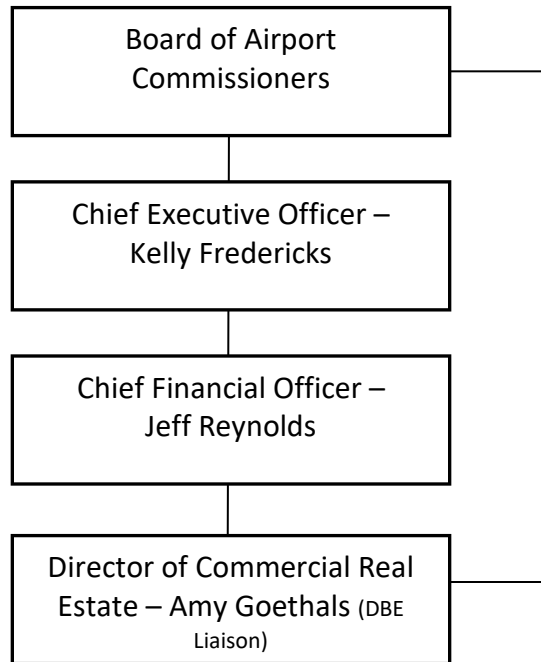 Board of Airport
Commissioners
Chief Executive Officer –
Kelly Fredericks
Chief Financial Officer –
Jeff Reynolds
Director of Commercial Real
Estate – Amy Goethals (DBE
Liaison)